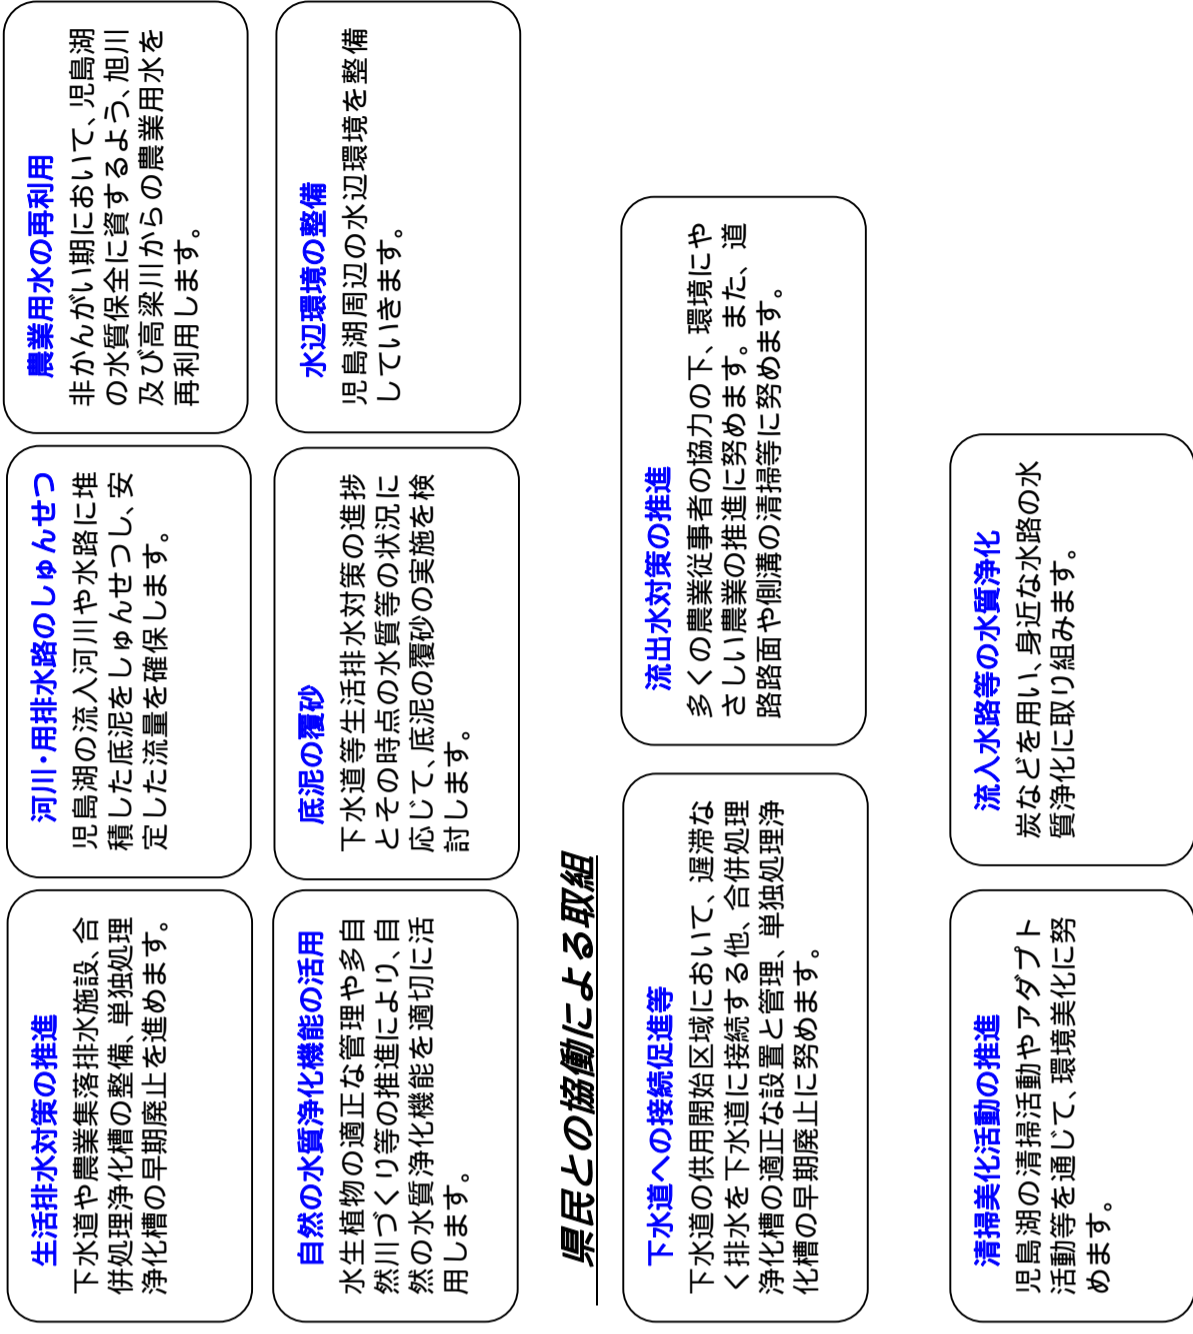 生活排水対策の推進
下水道や農業集落排水施設、合
併処理浄化槽の整備、単独処理
浄化槽の早期廃止を進めます。
河川・用排水路のしゅんせつ
児島湖の流入河川や水路に堆
積した底泥をしゅんせつし、安
定した流量を確保します。
農業用水の再利用
非かんがい期において、児島湖
の水質保全に資するよう、旭川
及び高梁川からの農業用水を
再利用します。
自然の水質浄化機能の活用
水生植物の適正な管理や多自
然川づくり等の推進により、自
然の水質浄化機能を適切に活
用します。
底泥の覆砂
下水道等生活排水対策の進捗
とその時点の水質等の状況に
応じて、底泥の覆砂の実施を検
討します。
水辺環境の整備
児島湖周辺の水辺環境を整備
していきます。
県民との協働による取組
下水道への接続促進等
下水道の供用開始区域において、遅滞な
く排水を下水道に接続する他、合併処理
浄化槽の適正な設置と管理、単独処理浄
化槽の早期廃止に努めます。
流出水対策の推進
多くの農業従事者の協力の下、環境にや
さしい農業の推進に努めます。また、道
路路面や側溝の清掃等に努めます。
清掃美化活動の推進
児島湖の清掃活動やアダプト
活動等を通じて、環境美化に努
めます。
流入水路等の水質浄化
炭などを用い、身近な水路の水
質浄化に取り組みます。